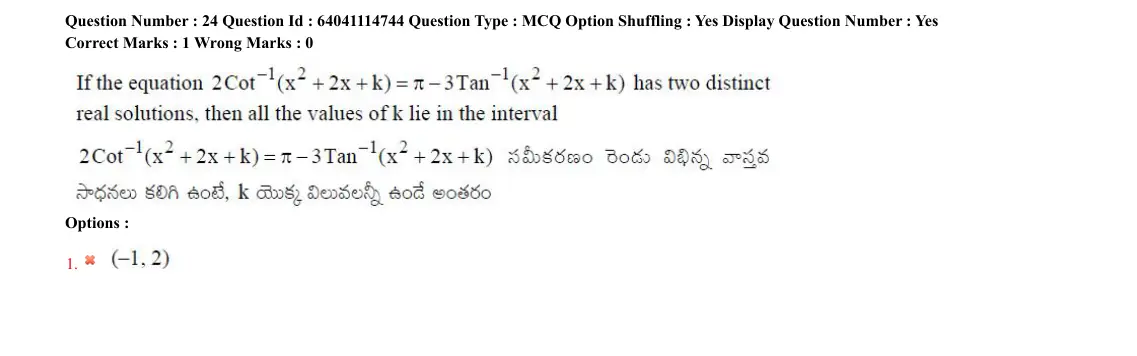 Question Number : 24 Question Id : 64041114744 Question Type : MCQ Option Shuffling : Yes Display Question Number : Yes
Correct Marks : 1 Wrong Marks : 0
If the equation 2Cot⁻¹(x² + 2x + k) = π − 3Tan⁻¹(x² + 2x + k) has two distinct
real solutions, then all the values of k lie in the interval
2Cot⁻¹(x² + 2x + k) = π − 3Tan⁻¹(x² + 2x + k) సమీకరణం రెండు విభిన్న వాస్తవ
సాధనలు కలిగి ఉంటే, k యొక్క విలువలన్నీ ఉండే అంతరం
Options :
1. ✖ (−1, 2)